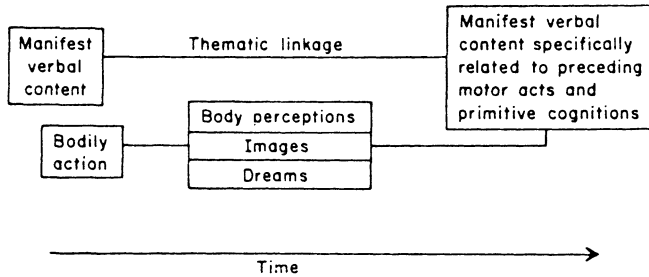 Manifest
verbal
content
Thematic linkage
Manifest verbal
content specifically
related to preceding
motor acts and
primitive cognitions
Bodily
action
Body perceptions
Images
Dreams
Time